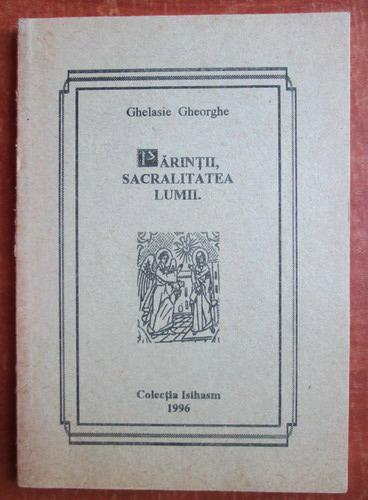 Ghelasie Gheorghe
PĂRINȚII,
SACRALITATEA
LUMII.
Colecția Isihasm
1996